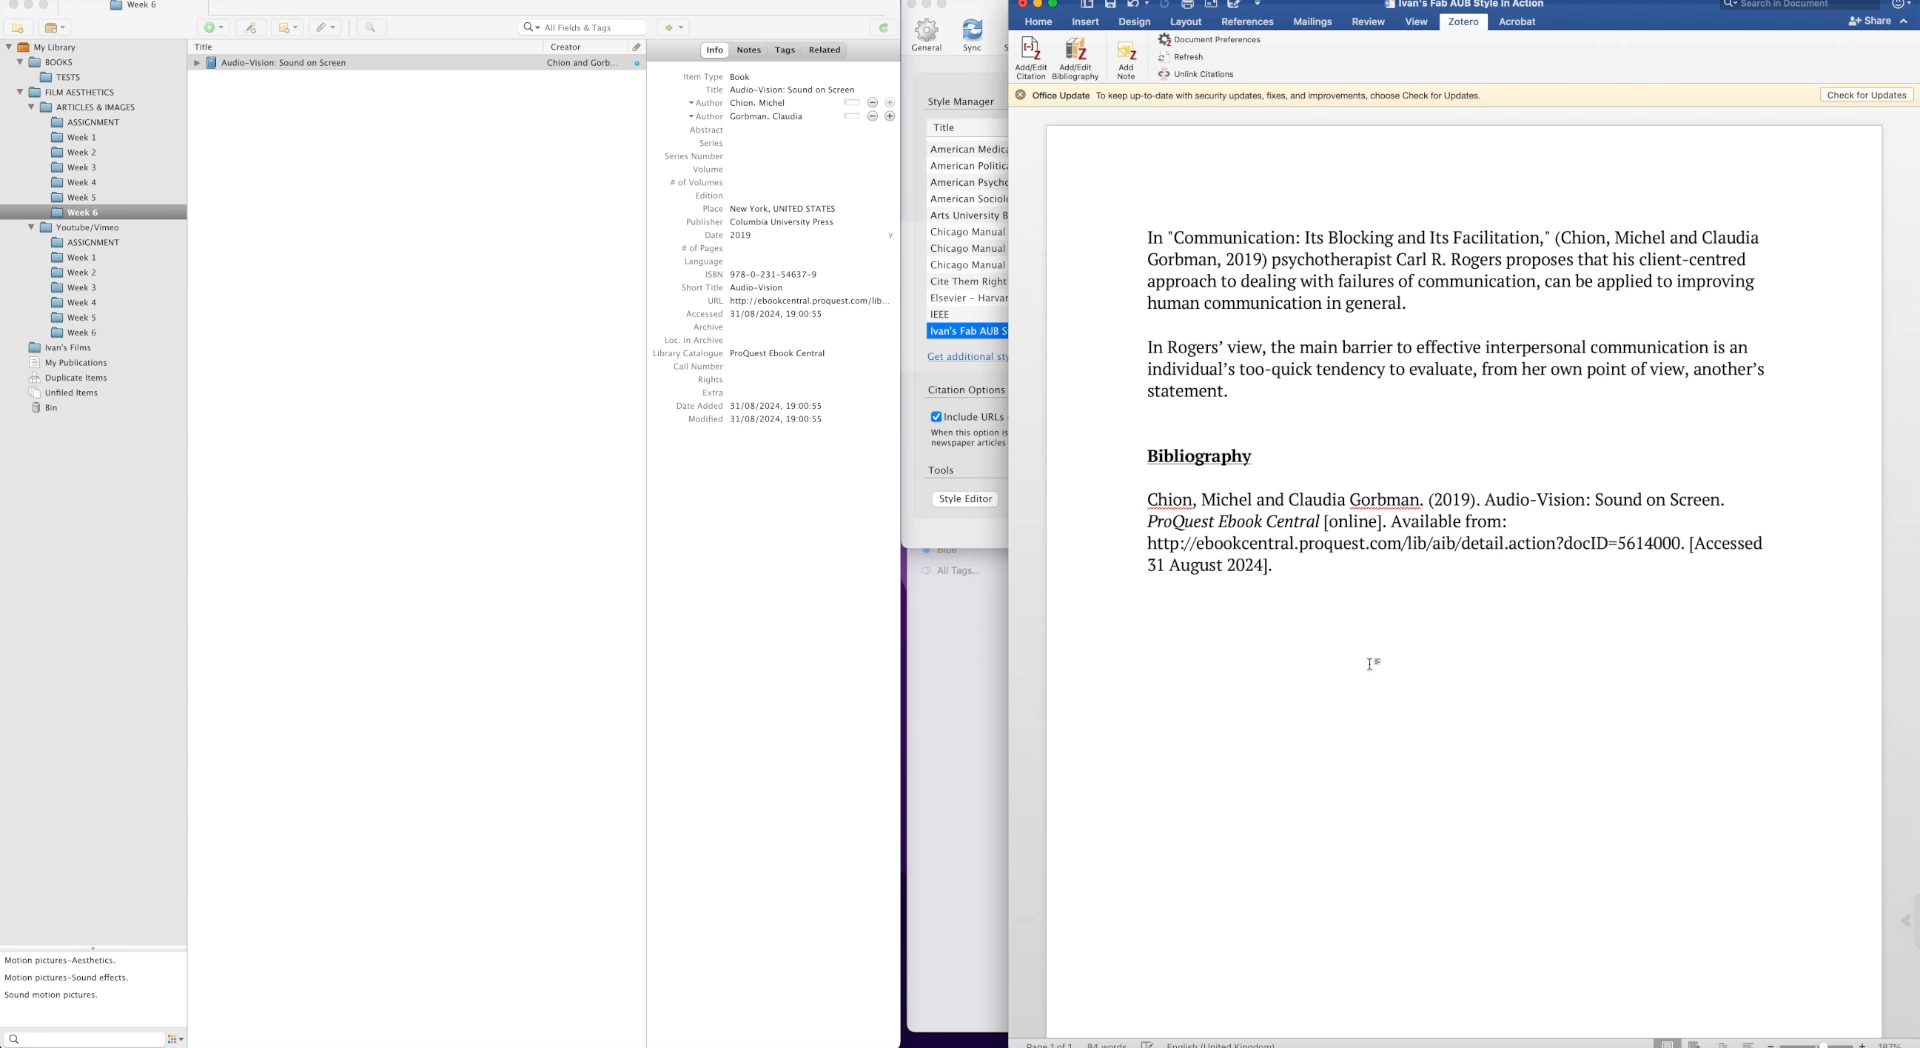 Week 6
All Fields & Tags
My Library
BOOKS
TESTS
FILM AESTHETICS
ARTICLES & IMAGES
ASSIGNMENT
Week 1
Week 2
Week 3
Week 4
Week 5
Week 6
Youtube/Vimeo
ASSIGNMENT
Week 1
Week 2
Week 3
Week 4
Week 5
Week 6
Ivan's Films
My Publications
Duplicate Items
Unfiled Items
Bin
Motion pictures–Aesthetics.
Motion pictures–Sound effects.
Sound motion pictures.
Title Creator
Audio-Vision: Sound on Screen Chion and Gorb...
Info Notes Tags Related
Item Type Book
Title Audio-Vision: Sound on Screen
Author Chion, Michel
Author Gorbman, Claudia
Abstract
Series
Series Number
Volume
# of Volumes
Edition
Place New York, UNITED STATES
Publisher Columbia University Press
Date 2019 y
# of Pages
Language
ISBN 978-0-231-54637-9
Short Title Audio-Vision
URL http://ebookcentral.proquest.com/lib...
Accessed 31/08/2024, 19:00:55
Archive
Loc. in Archive
Library Catalogue ProQuest Ebook Central
Call Number
Rights
Extra
Date Added 31/08/2024, 19:00:55
Modified 31/08/2024, 19:00:55
General Sync
Style Manager
Title
American Medica
American Politica
American Psycho
American Sociolo
Arts University B
Chicago Manual
Chicago Manual
Chicago Manual
Cite Them Right
Elsevier - Harvar
IEEE
Ivan's Fab AUB S
Get additional sty
Citation Options
Include URLs
When this option is
newspaper articles
Tools
Style Editor
Blue
All Tags...
Ivan's Fab AUB Style In Action
Search in Document
Home Insert Design Layout References Mailings Review View Zotero Acrobat Share
Add/Edit Citation
Add/Edit Bibliography
Add Note
Document Preferences
Refresh
Unlink Citations
Office Update To keep up-to-date with security updates, fixes, and improvements, choose Check for Updates. Check for Updates
In "Communication: Its Blocking and Its Facilitation," (Chion, Michel and Claudia
Gorbman, 2019) psychotherapist Carl R. Rogers proposes that his client-centred
approach to dealing with failures of communication, can be applied to improving
human communication in general.
In Rogers’ view, the main barrier to effective interpersonal communication is an
individual’s too-quick tendency to evaluate, from her own point of view, another’s
statement.
Bibliography
Chion, Michel and Claudia Gorbman. (2019). Audio-Vision: Sound on Screen.
ProQuest Ebook Central [online]. Available from:
http://ebookcentral.proquest.com/lib/aib/detail.action?docID=5614000. [Accessed
31 August 2024].
Page 1 of 1 84 words English (United Kingdom) 187%